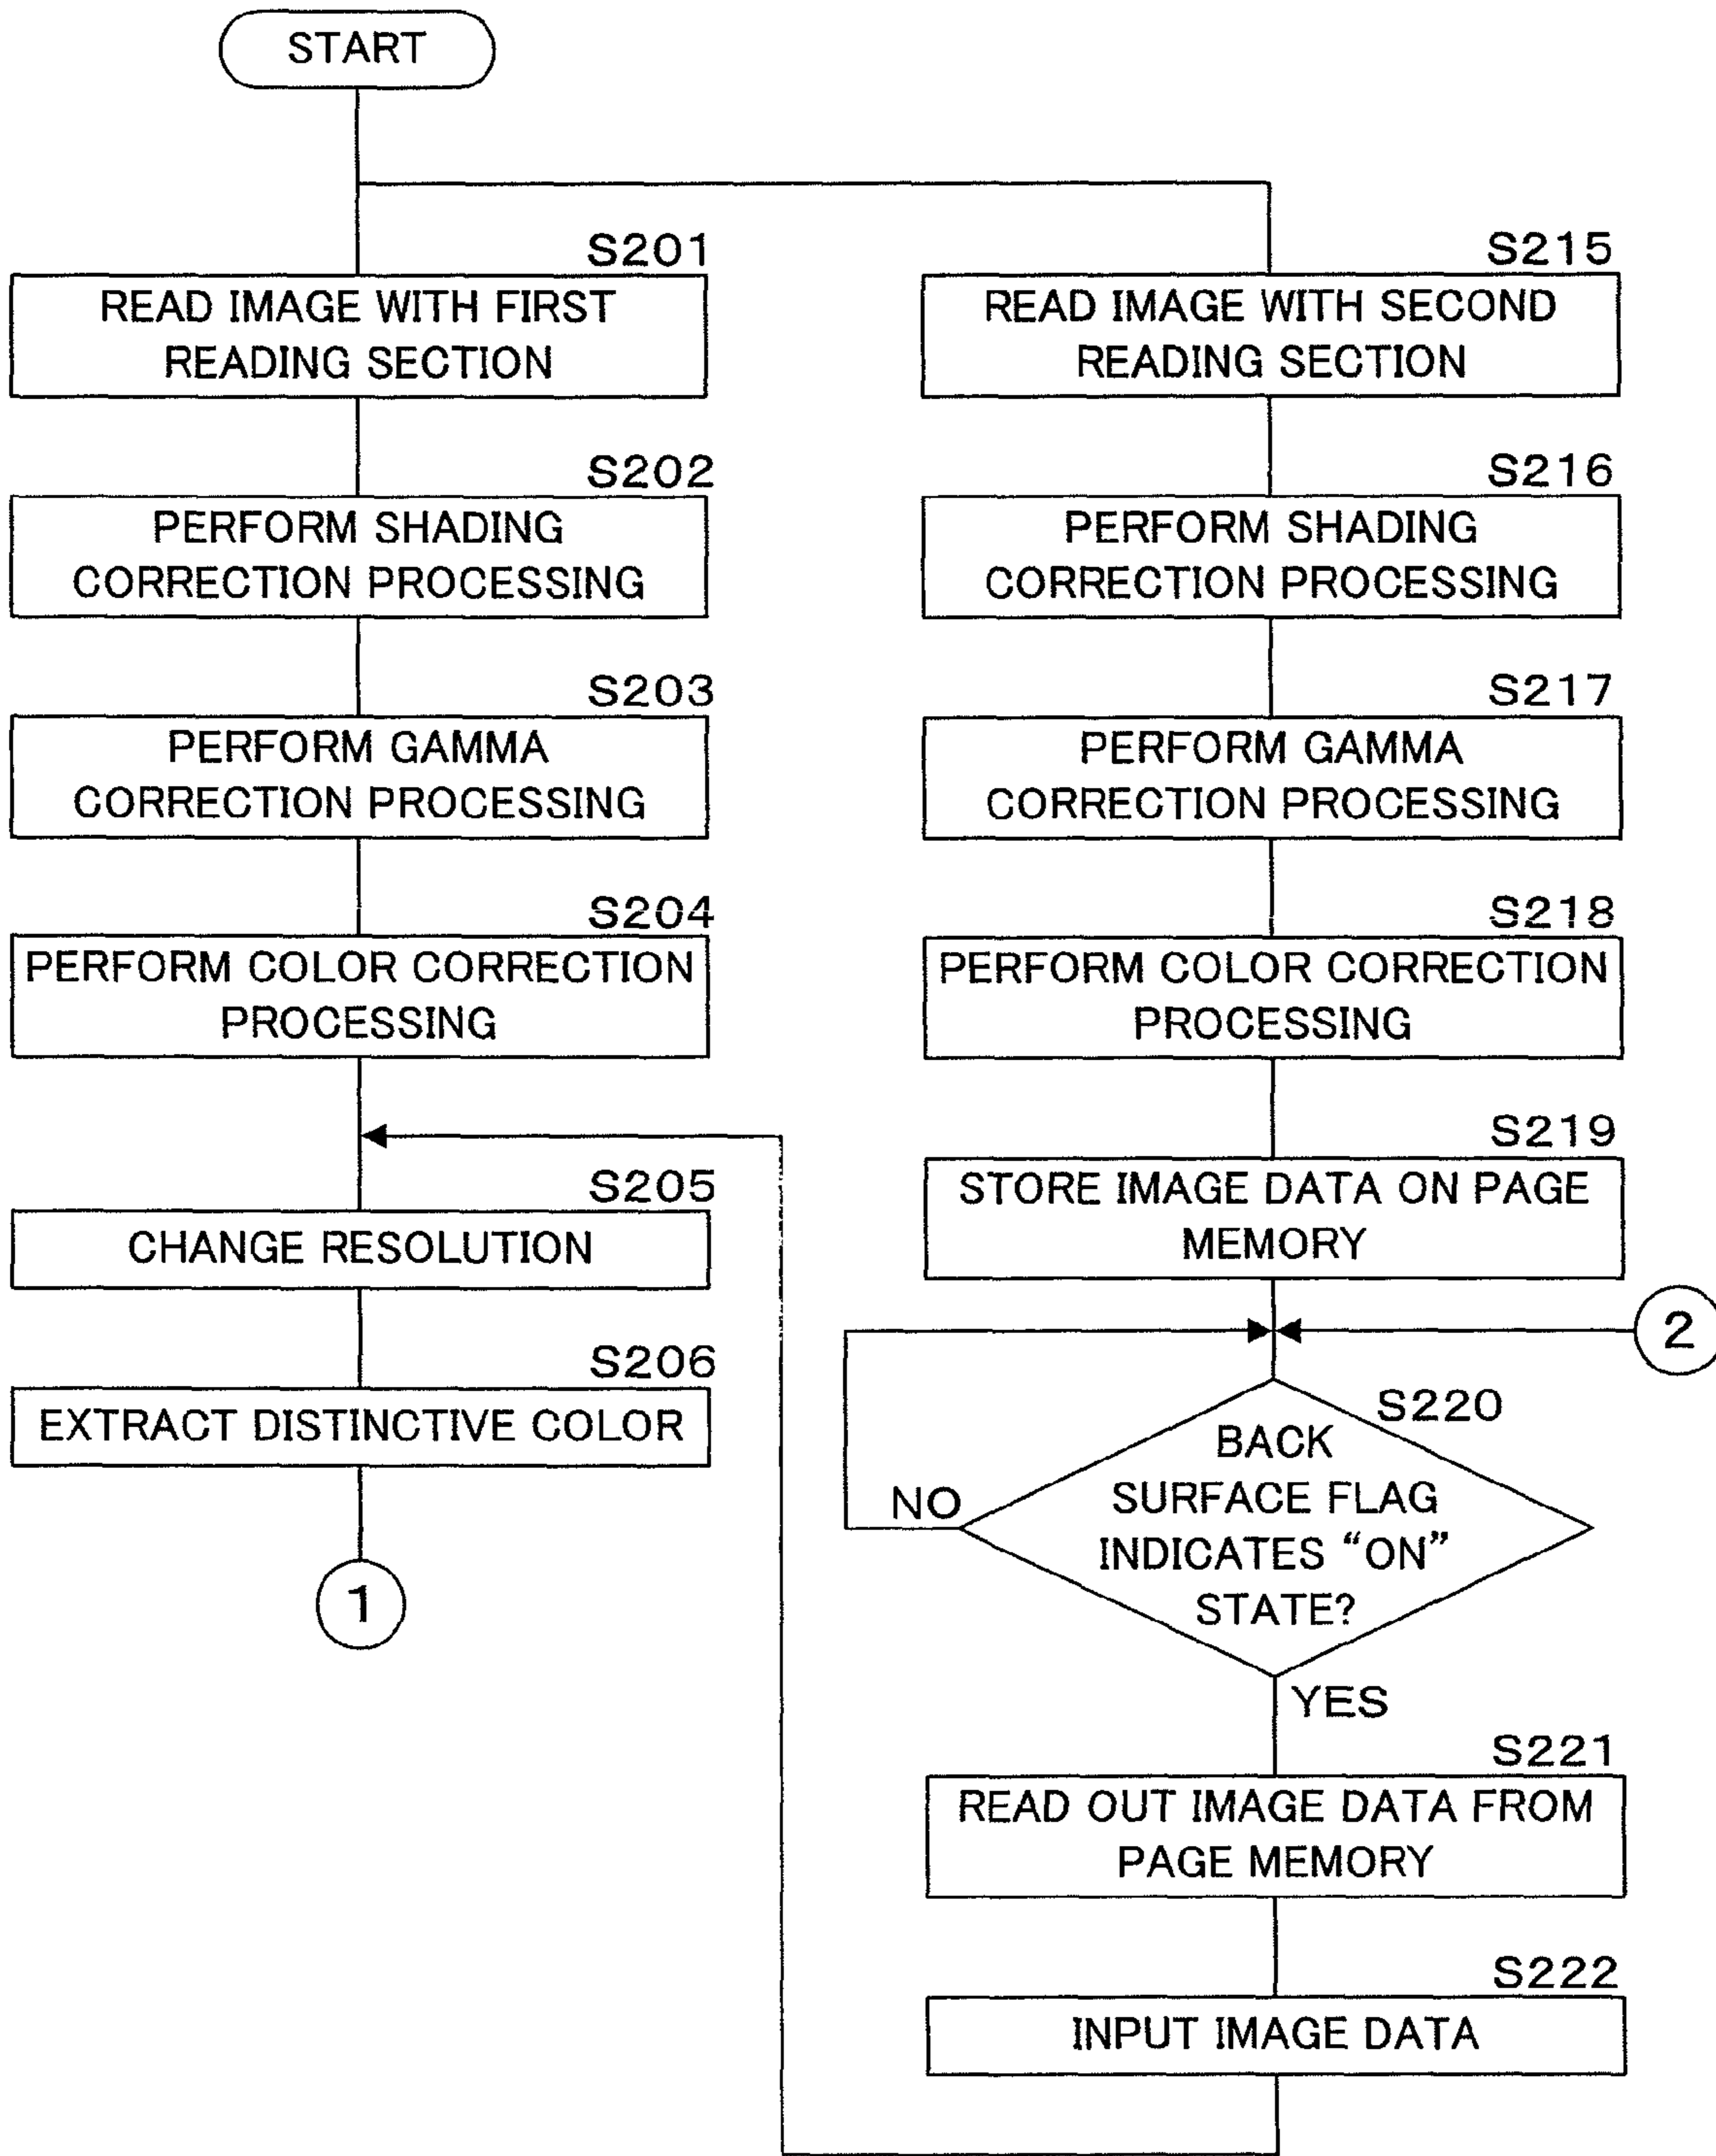 START
S201
READ IMAGE WITH FIRST
READING SECTION
S202
PERFORM SHADING
CORRECTION PROCESSING
S203
PERFORM GAMMA
CORRECTION PROCESSING
S204
PERFORM COLOR CORRECTION
PROCESSING
S205
CHANGE RESOLUTION
S206
EXTRACT DISTINCTIVE COLOR
1
S215
READ IMAGE WITH SECOND
READING SECTION
S216
PERFORM SHADING
CORRECTION PROCESSING
S217
PERFORM GAMMA
CORRECTION PROCESSING
S218
PERFORM COLOR CORRECTION
PROCESSING
S219
STORE IMAGE DATA ON PAGE
MEMORY
2
S220
BACK
SURFACE FLAG
INDICATES “ON”
STATE?
NO
YES
S221
READ OUT IMAGE DATA FROM
PAGE MEMORY
S222
INPUT IMAGE DATA